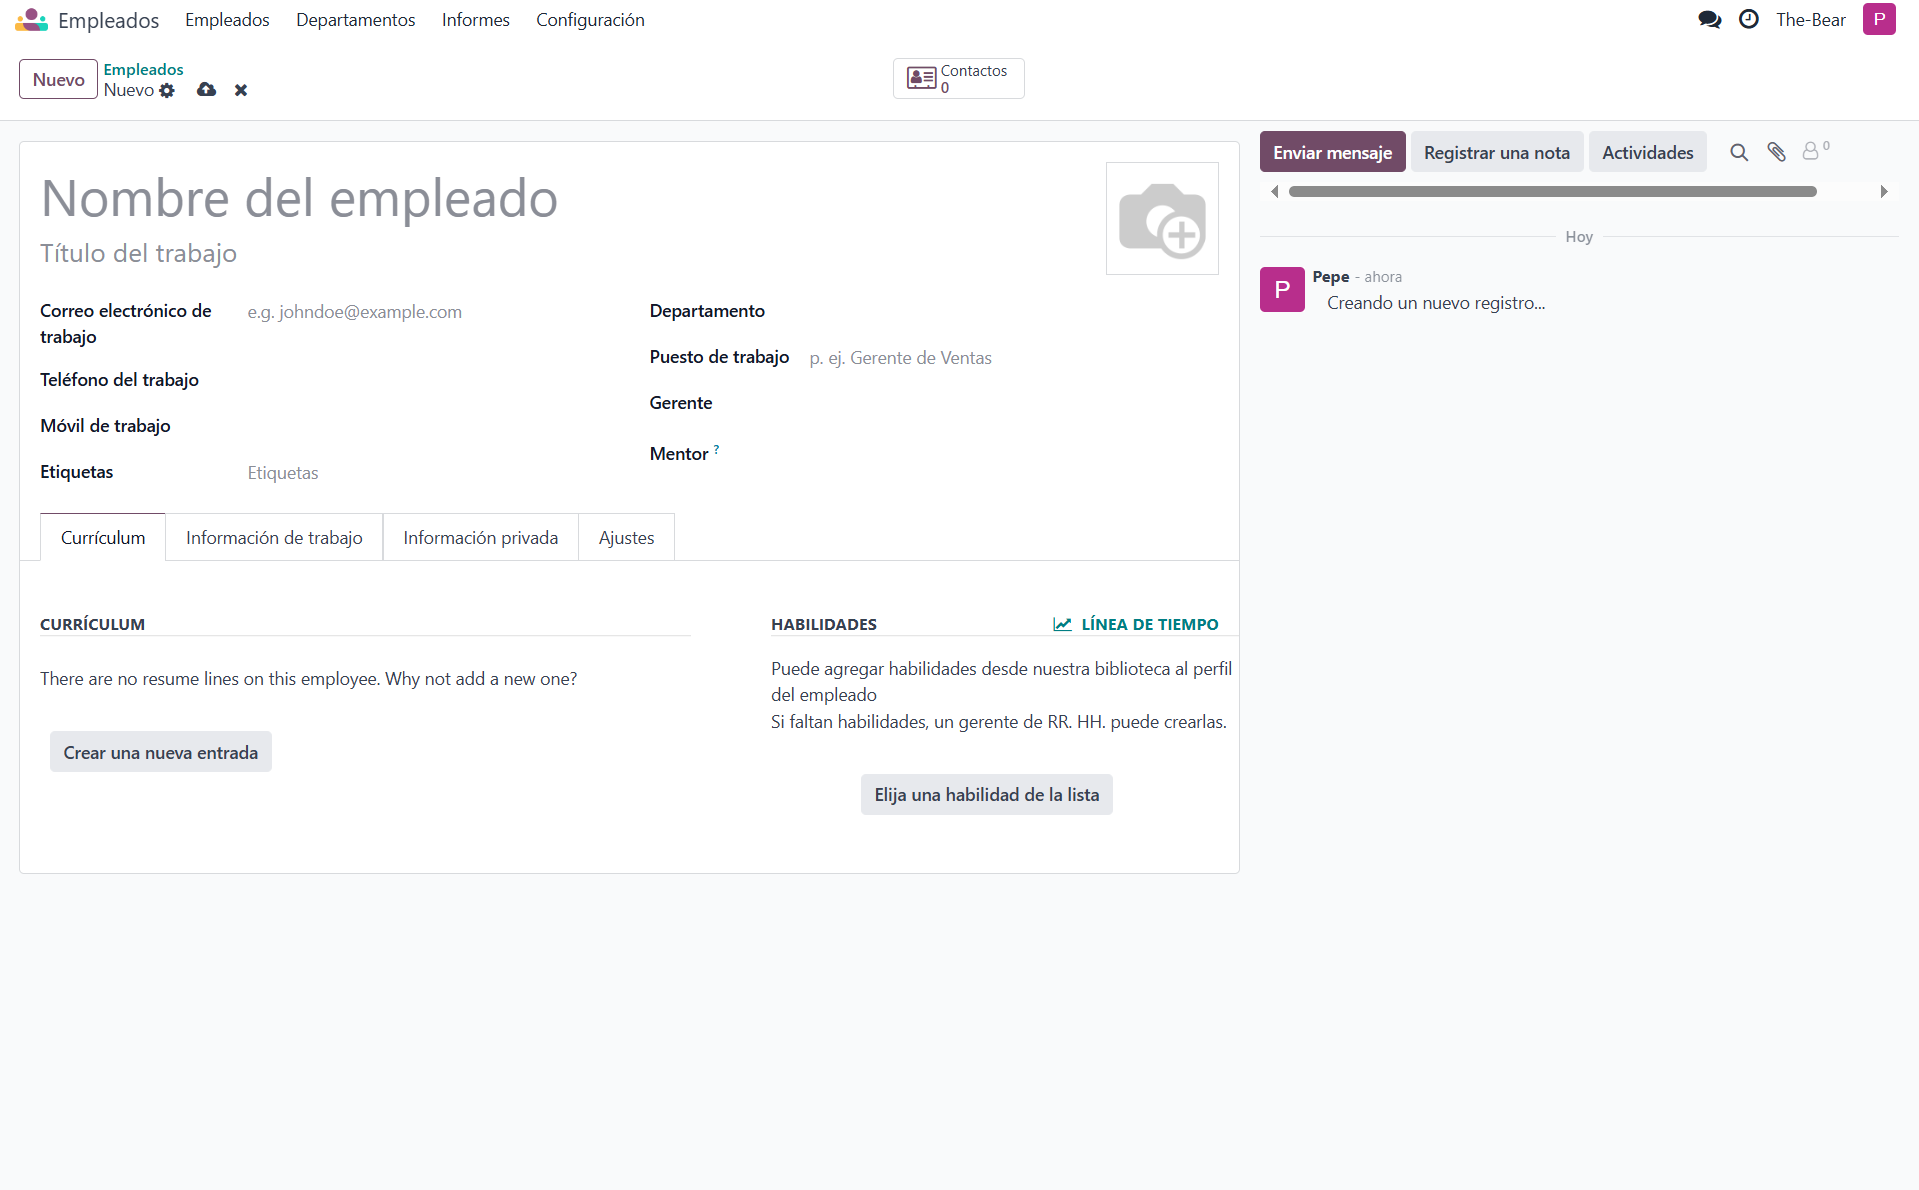 Empleados Empleados Departamentos Informes Configuración The-Bear P
Nuevo Empleados
Nuevo
Contactos
0
Nombre del empleado
Título del trabajo
Correo electrónico de trabajo e.g. johndoe@example.com
Teléfono del trabajo
Móvil de trabajo
Etiquetas Etiquetas
Departamento
Puesto de trabajo p. ej. Gerente de Ventas
Gerente
Mentor ?
Currículum Información de trabajo Información privada Ajustes
CURRÍCULUM
There are no resume lines on this employee. Why not add a new one?
Crear una nueva entrada
HABILIDADES LÍNEA DE TIEMPO
Puede agregar habilidades desde nuestra biblioteca al perfil
del empleado
Si faltan habilidades, un gerente de RR. HH. puede crearlas.
Elija una habilidad de la lista
Enviar mensaje Registrar una nota Actividades 0
Hoy
P Pepe - ahora
Creando un nuevo registro...